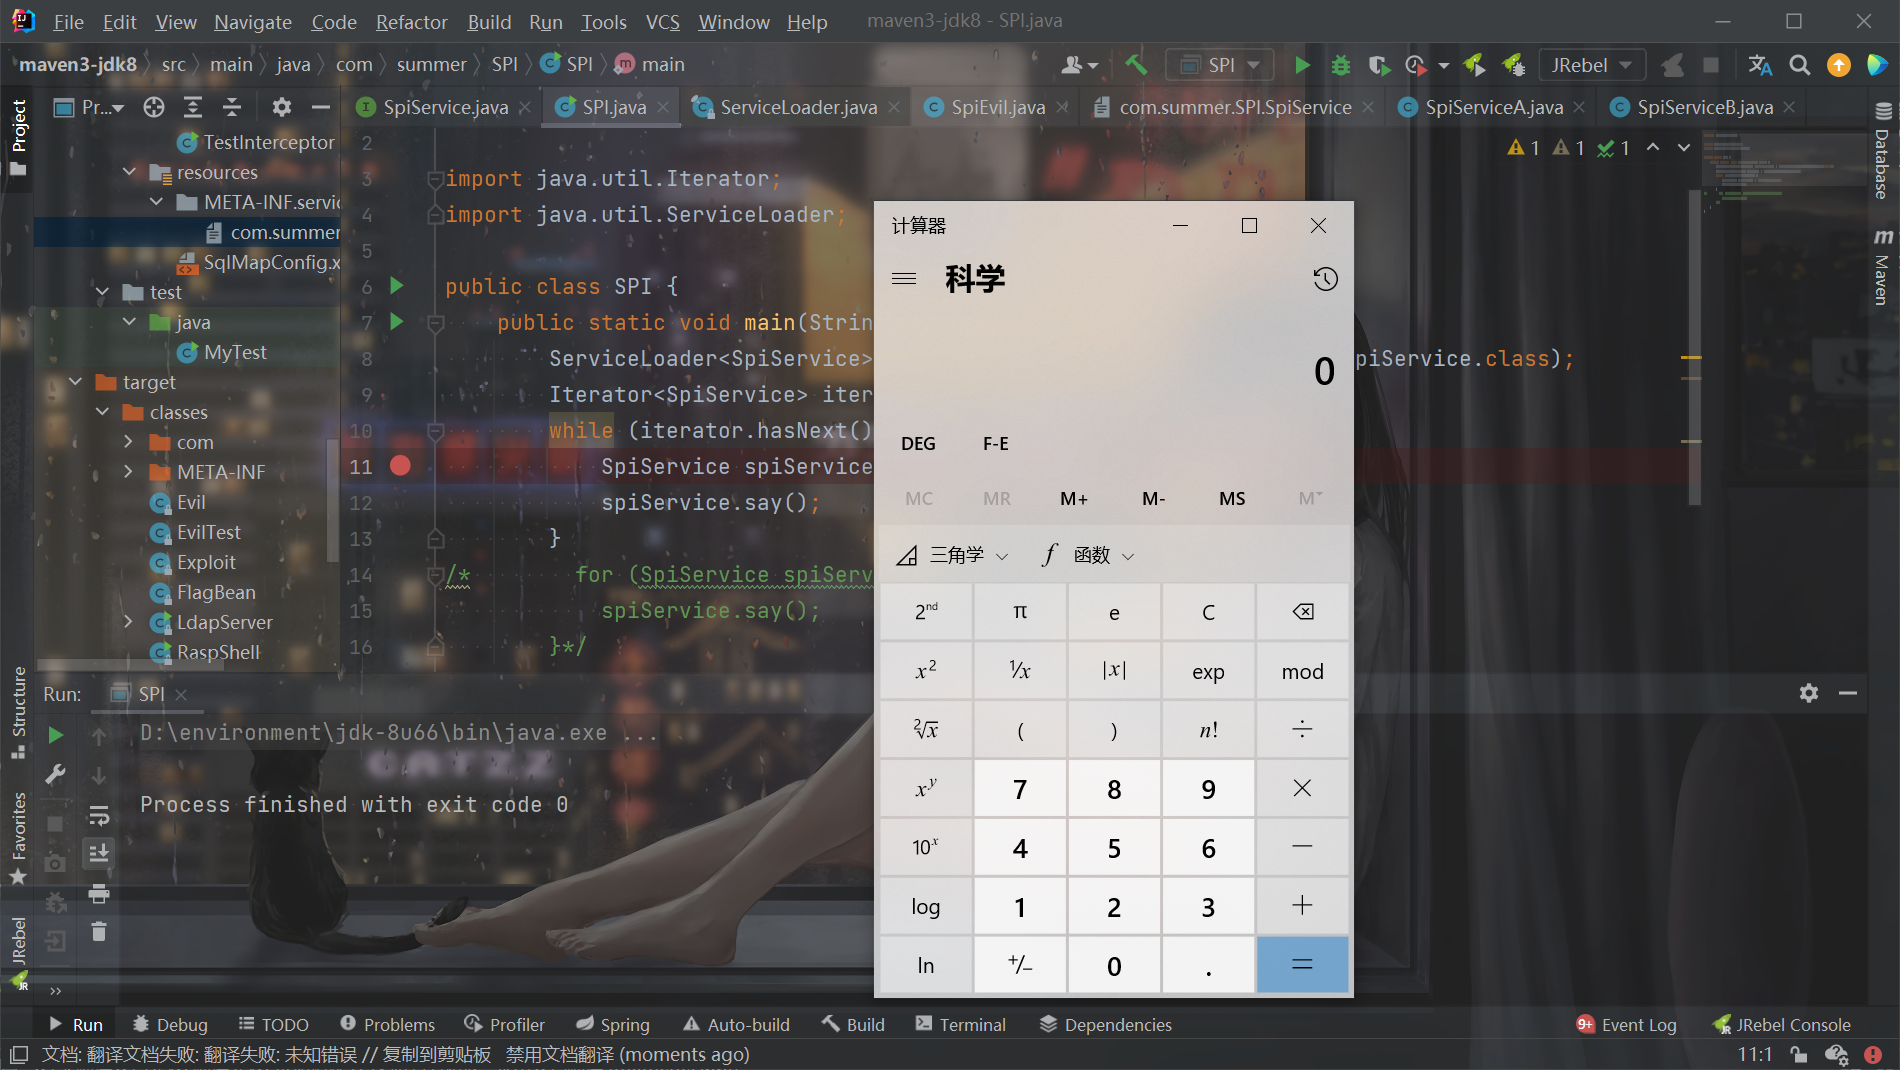 File Edit View Navigate Code Refactor Build Run Tools VCS Window Help maven3-jdk8 - SPI.java
maven3-jdk8 src main java com summer SPI SPI main
SPI JRebel
Project
Pr...
SpiService.java SPI.java ServiceLoader.java SpiEvil.java com.summer.SPI.SpiService SpiServiceA.java SpiServiceB.java
TestInterceptor
resources
META-INF.servic
com.summer
SqlMapConfig.x
test
java
MyTest
target
classes
com
META-INF
Evil
EvilTest
Exploit
FlagBean
LdapServer
RaspShell
1 1 1
2
3 import java.util.Iterator;
4 import java.util.ServiceLoader;
5
6 public class SPI {
7 public static void main(Strin
8 ServiceLoader<SpiService> piService.class);
9 Iterator<SpiService> iter
10 while (iterator.hasNext()
11 SpiService spiService
12 spiService.say();
13 }
14 /* for (SpiService spiServ
15 spiService.say();
16 }*/
Database
m Maven
计算器
科学
0
DEG F-E
MC MR M+ M- MS M
三角学 f 函数
2nd π e C
x² ¹/x |x| exp mod
²√x ( ) n! ÷
xʸ 7 8 9 ×
10ˣ 4 5 6 −
log 1 2 3 +
ln +/− 0 . =
Structure
Favorites
JRebel
Run: SPI
D:\environment\jdk-8u66\bin\java.exe ...
CATZZ
Process finished with exit code 0
Run Debug TODO Problems Profiler Spring Auto-build Build Terminal Dependencies 9+ Event Log JRebel Console
文档: 翻译文档失败: 翻译失败: 未知错误 // 复制到剪贴板 禁用文档翻译 (moments ago) 11:1